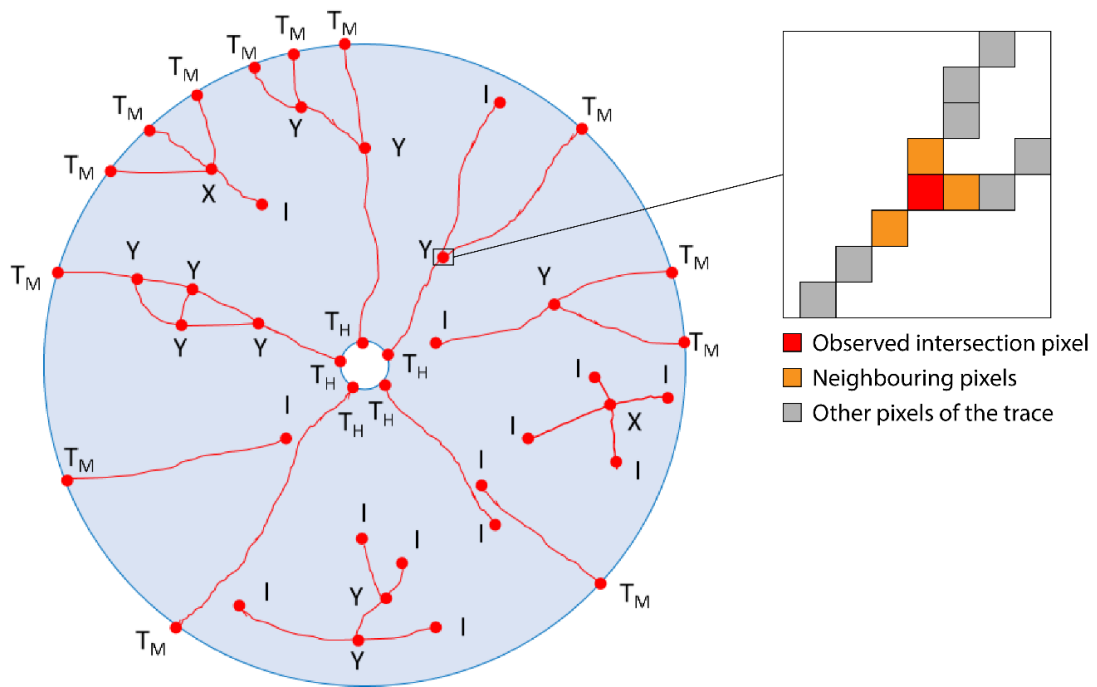 T_M
T_M
T_M
T_M
T_M
T_M
I
T_M
Y
Y
X
I
T_M
Y
Y
Y
Y
T_M
Y
I
T_H
T_M
Y
Y
T_H
T_H
I
I
I
T_H
T_H
I
X
I
T_M
I
I
I
I
I
Y
I
T_M
I
Y
T_M
Observed intersection pixel
Neighbouring pixels
Other pixels of the trace